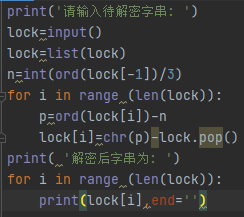 print('请输入待解密字串: ')
lock=input()
lock=list(lock)
n=int(ord(lock[-1])/3)
for i in range (len(lock)):
    p=ord(lock[i])-n
    lock[i]=chr(p)-lock.pop()
print( '解密后字串为: ')
for i in range (len(lock)):
    print(lock[i],end='')